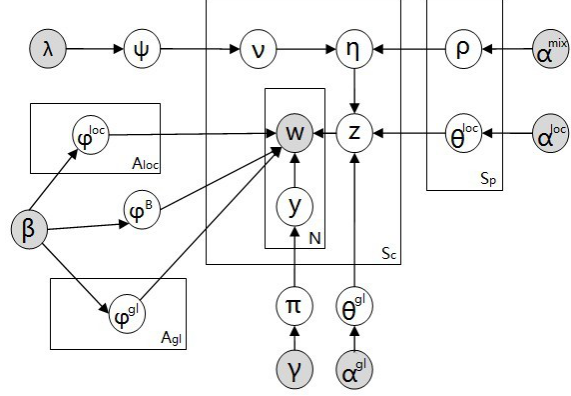 λ ψ ν η ρ α^mix
φ^loc w z θ^loc α^loc
A_loc
S_p
φ^B y
β
N
S_c
φ^gl π θ^gl
A_gl
γ α^gl